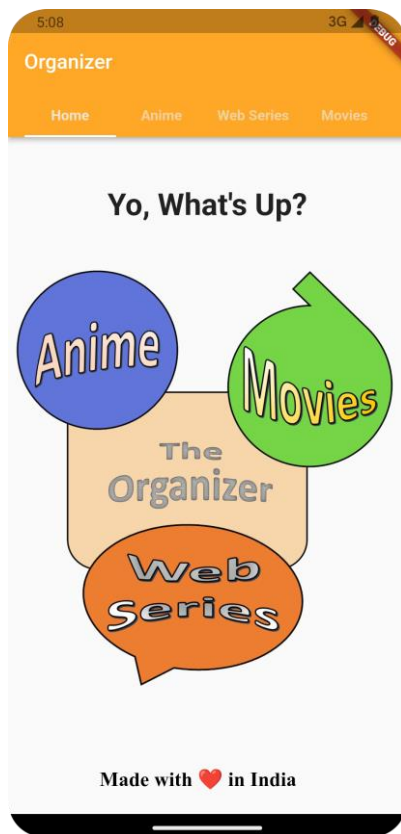 5:08
3G
DEBUG
Organizer
Home Anime Web Series Movies
Yo, What's Up?
Anime
Movies
The
Organizer
Web
Series
Made with ❤️ in India